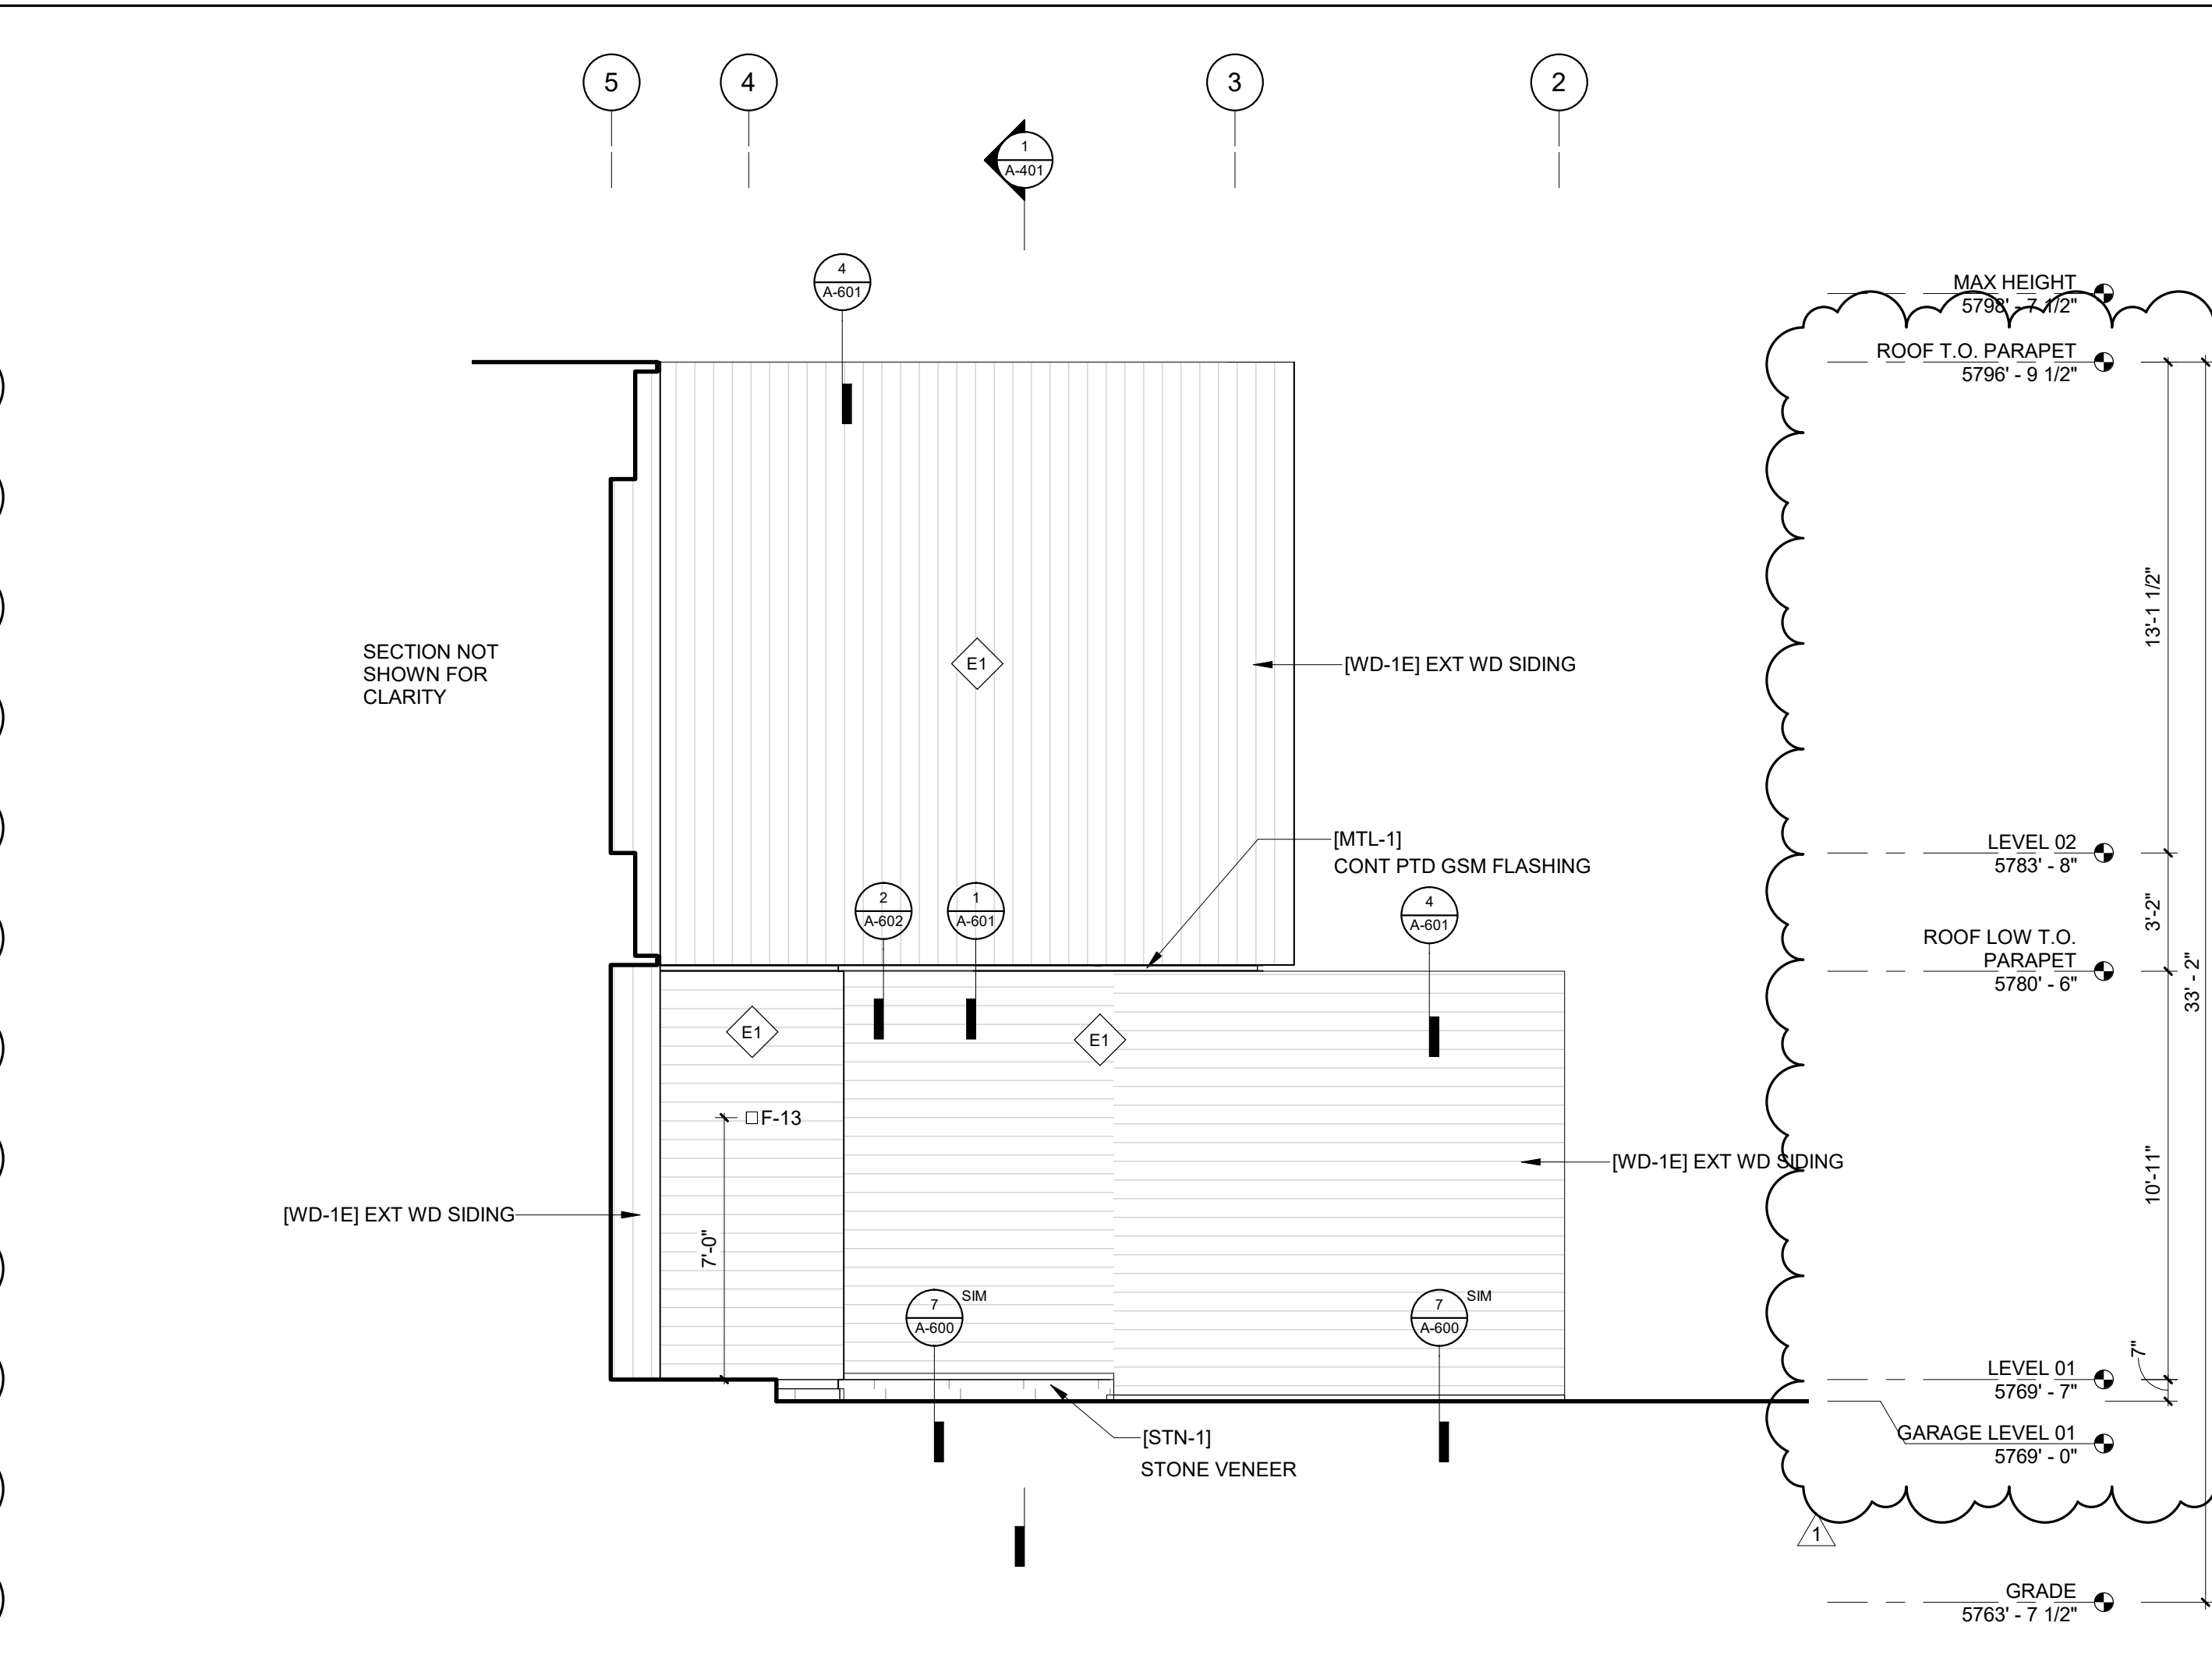 5
4
3
2
1
A-401
4
A-601
MAX HEIGHT
5798' - 7 1/2"
ROOF T.O. PARAPET
5796' - 9 1/2"
13'-1 1/2"
SECTION NOT
SHOWN FOR
CLARITY
E1
[WD-1E] EXT WD SIDING
[MTL-1]
CONT PTD GSM FLASHING
LEVEL 02
5783' - 8"
3'-2"
2
A-602
1
A-601
4
A-601
ROOF LOW T.O.
PARAPET
5780' - 6"
33' - 2"
E1
E1
F-13
[WD-1E] EXT WD SIDING
10'-11"
[WD-1E] EXT WD SIDING
7'-0"
7
A-600
SIM
7
A-600
SIM
7"
LEVEL 01
5769' - 7"
[STN-1]
STONE VENEER
GARAGE LEVEL 01
5769' - 0"
1
GRADE
5763' - 7 1/2"